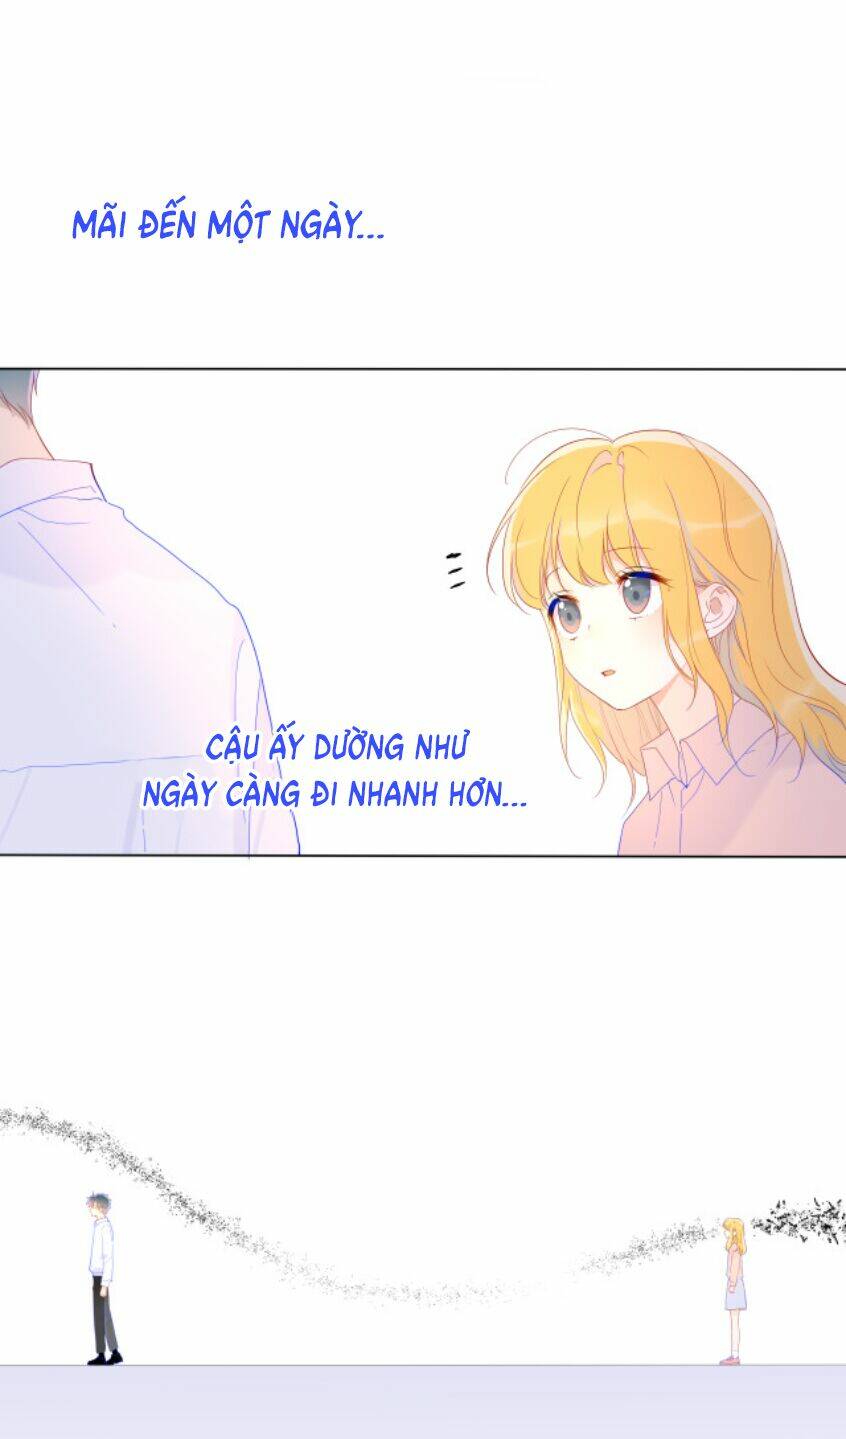 MÃI ĐẾN MỘT NGÀY...
CẬU ẤY DƯỜNG NHƯ
NGÀY CÀNG ĐI NHANH HƠN...